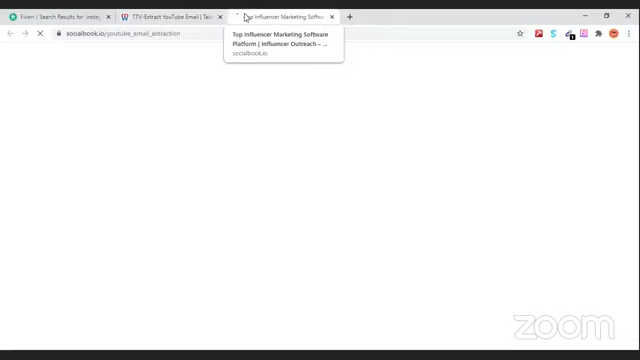 Fiverr / Search Results for 'instag
TTV-Extract YouTube Email | Tai
Top Influencer Marketing Softw
socialbook.io/youtube_email_extraction
Top Influencer Marketing Software
Platform | Influencer Outreach – ...
socialbook.io
zoom